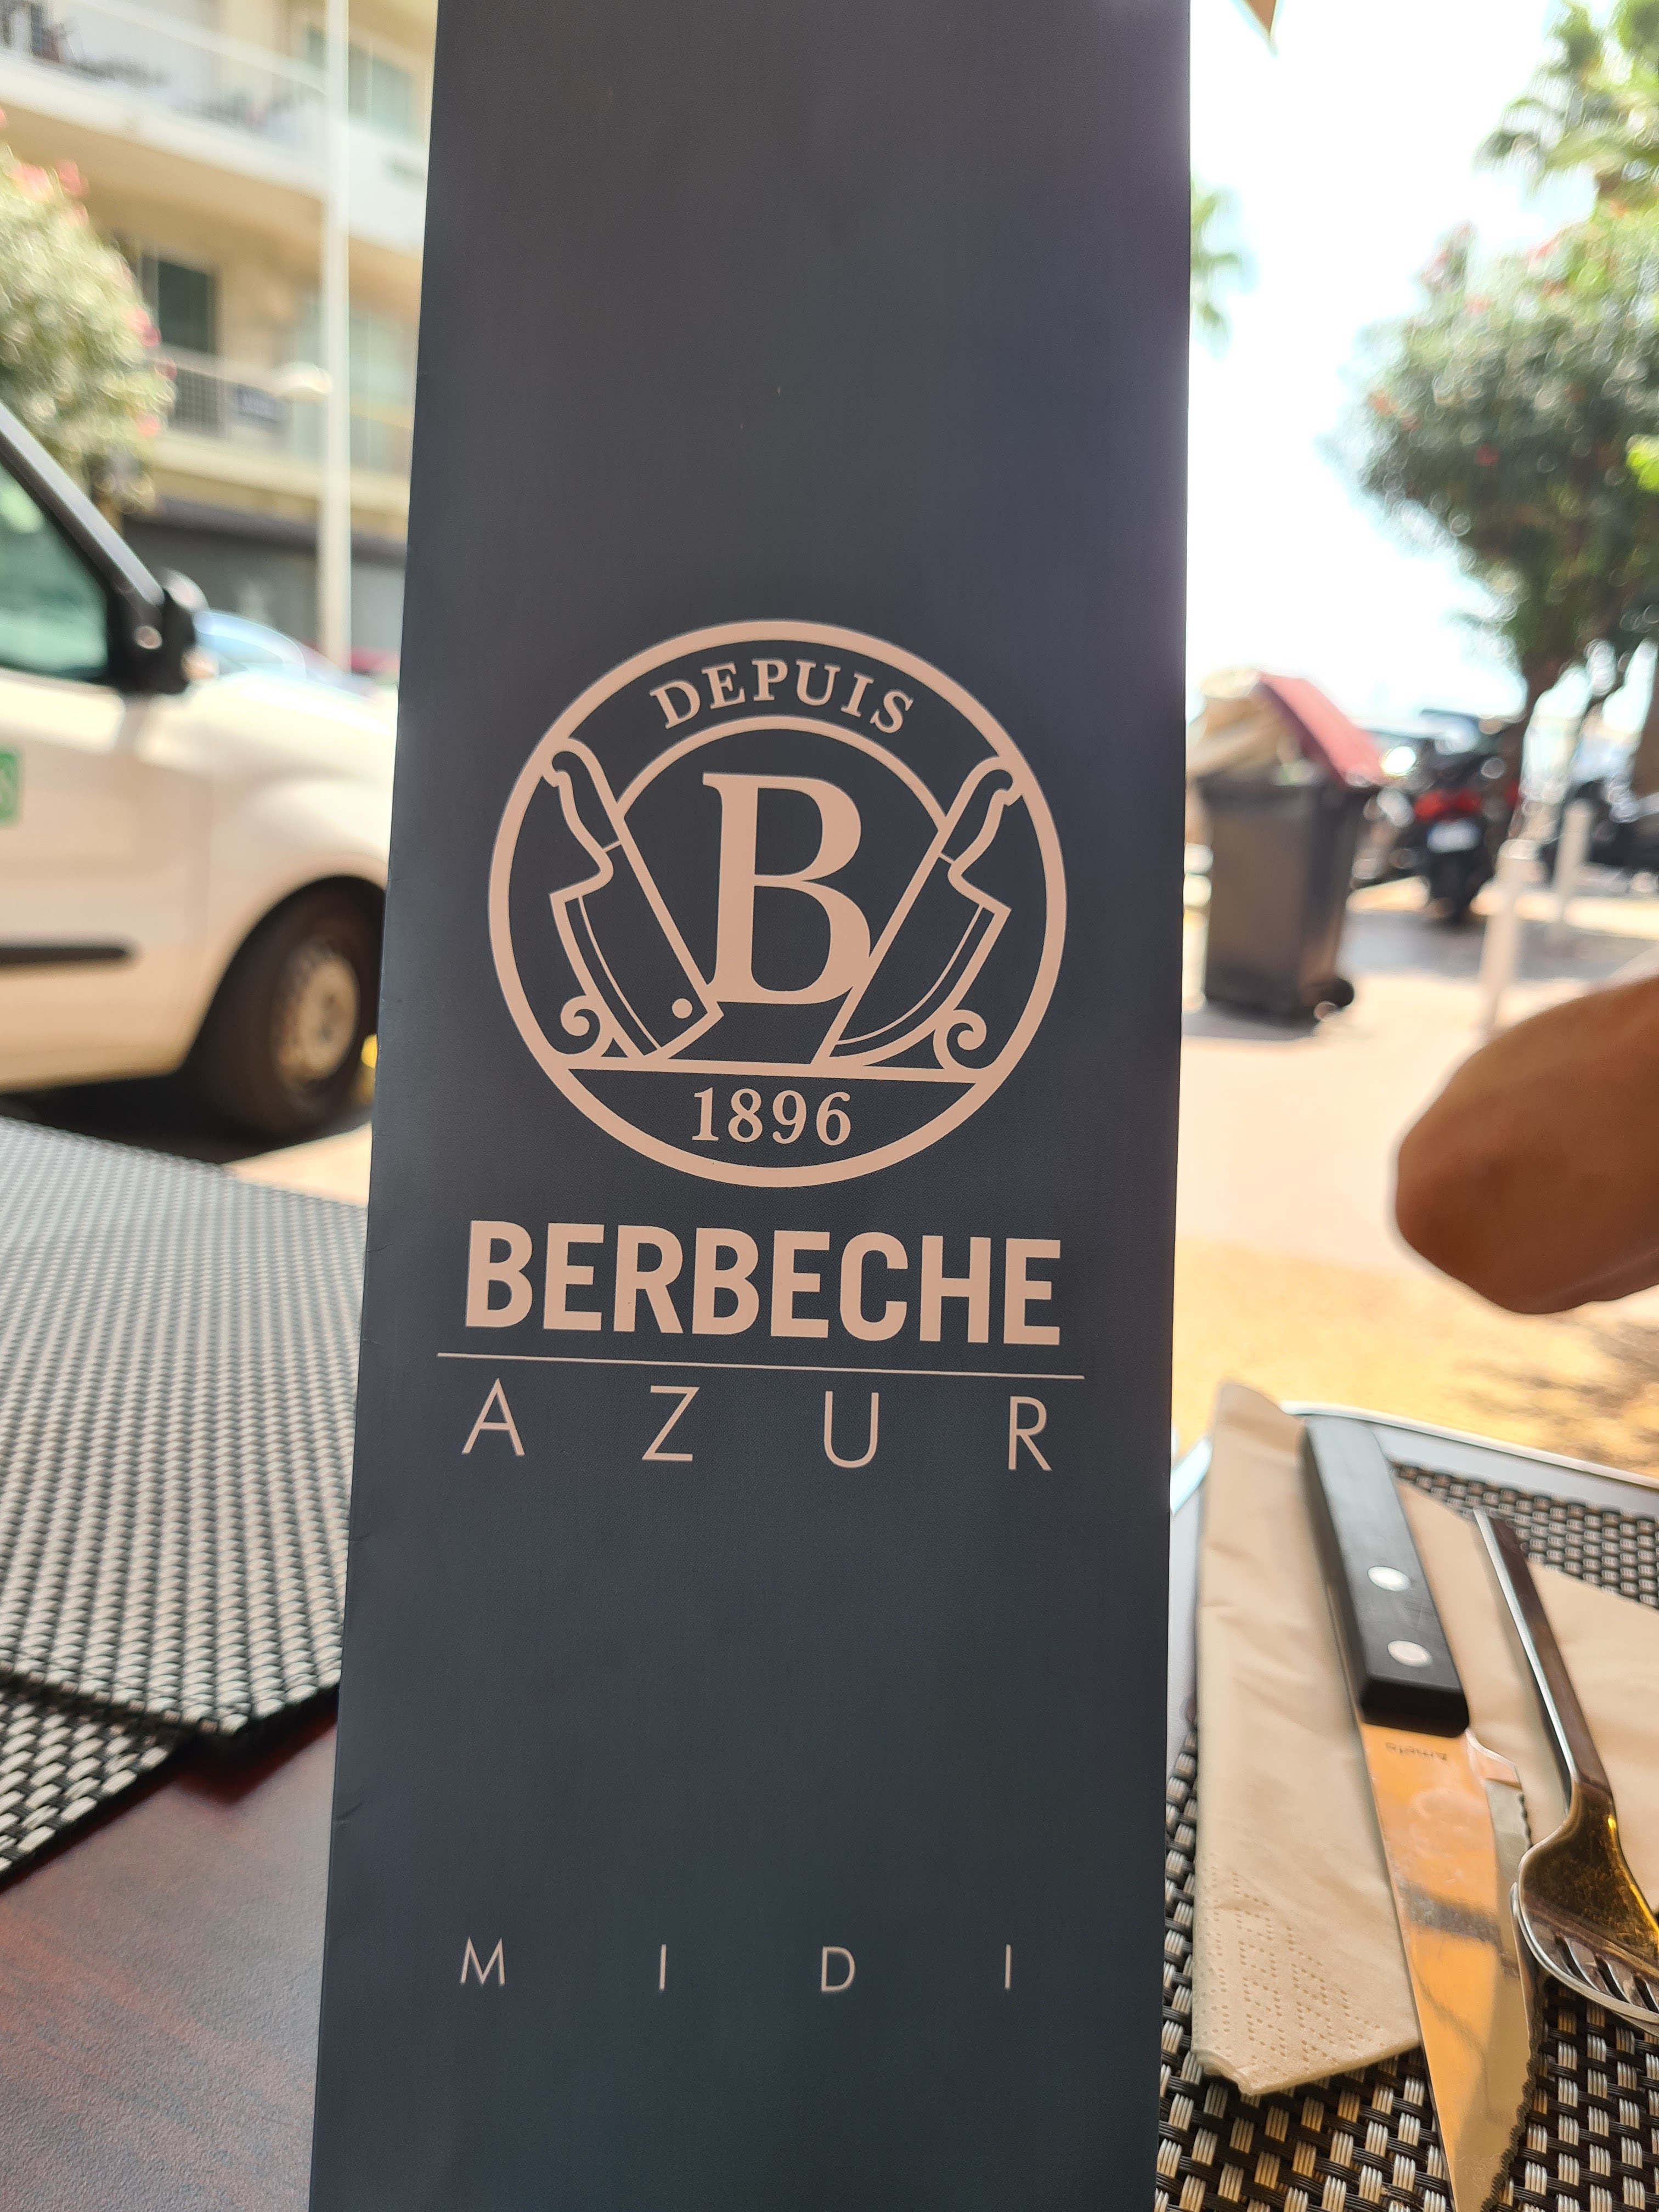 DEPUIS
B
1896
BERBECHE
AZUR
MIDI